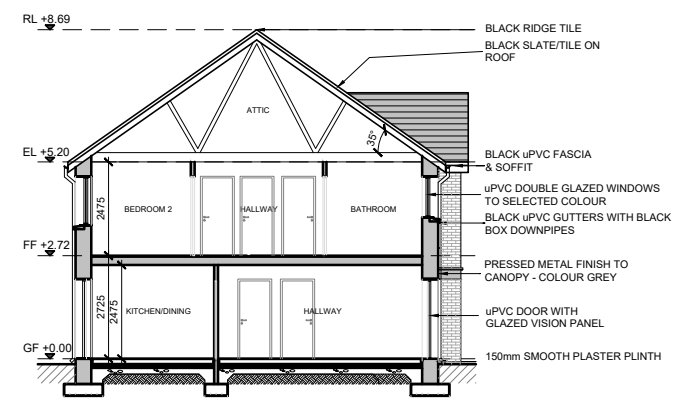 RL +8.69
BLACK RIDGE TILE
BLACK SLATE/TILE ON
ROOF
ATTIC
35°
EL +5.20
BLACK uPVC FASCIA
& SOFFIT
uPVC DOUBLE GLAZED WINDOWS
TO SELECTED COLOUR
2475
BEDROOM 2
HALLWAY
BATHROOM
BLACK uPVC GUTTERS WITH BLACK
BOX DOWNPIPES
FF +2.72
PRESSED METAL FINISH TO
CANOPY - COLOUR GREY
2725
2475
KITCHEN/DINING
HALLWAY
uPVC DOOR WITH
GLAZED VISION PANEL
GF +0.00
150mm SMOOTH PLASTER PLINTH